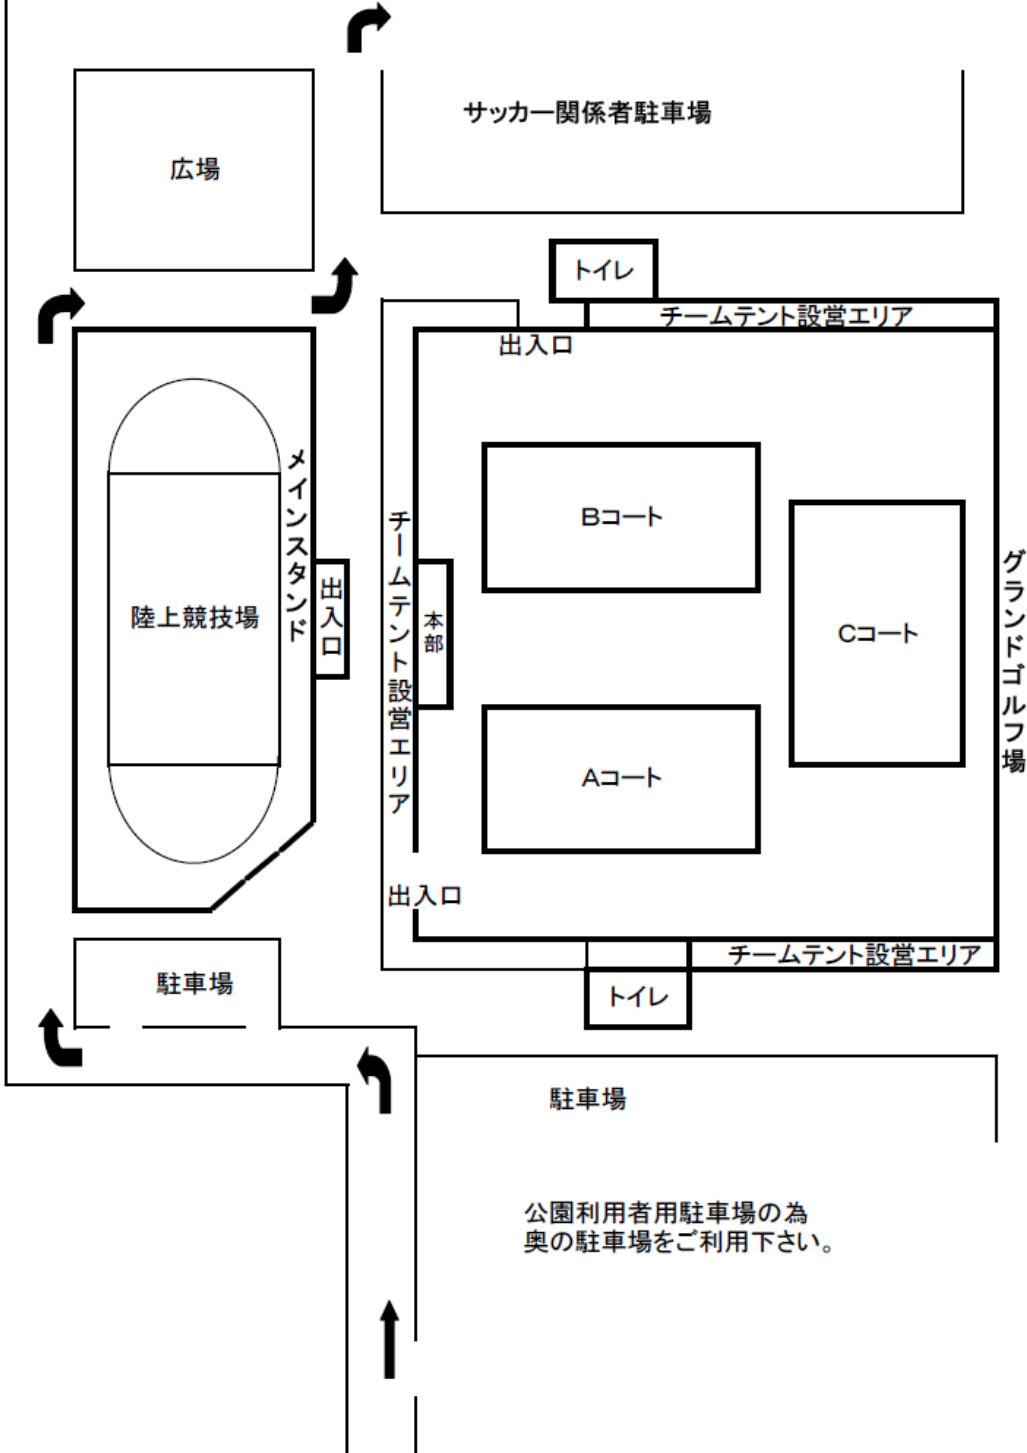 サッカー関係者駐車場
広場
トイレ
チームテント設営エリア
出入口
メインスタンド
Bコート
チームテント設営エリア
グランドゴルフ場
出入口
陸上競技場
本部
Cコート
Aコート
出入口
チームテント設営エリア
駐車場
トイレ
駐車場
公園利用者用駐車場の為
奥の駐車場をご利用下さい。